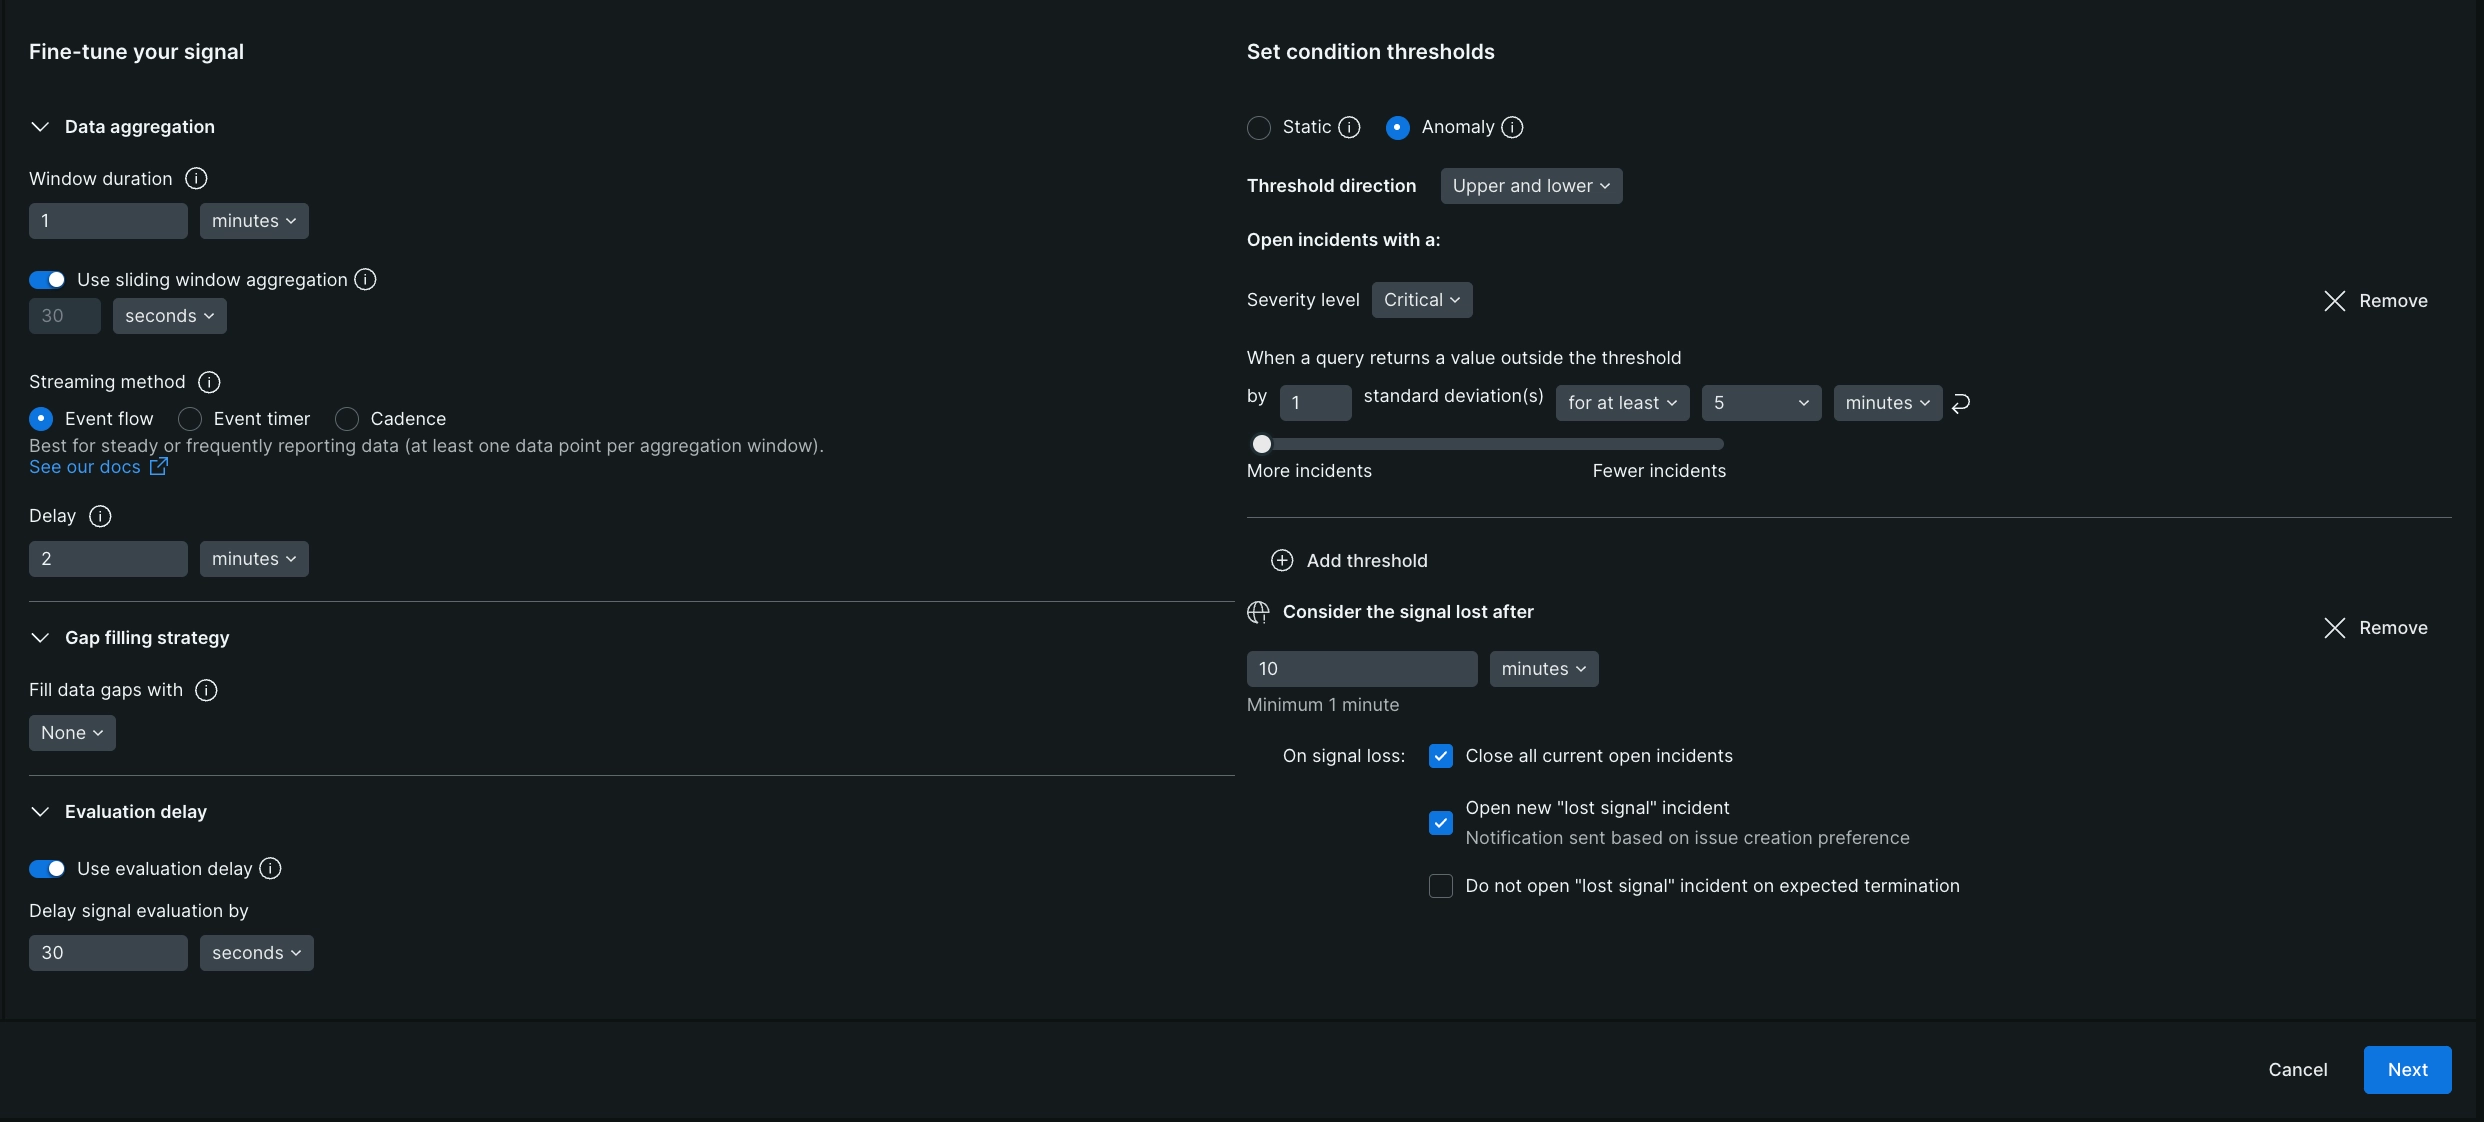 Fine-tune your signal
Data aggregation
Window duration
1 minutes
Use sliding window aggregation
30 seconds
Streaming method
Event flow Event timer Cadence
Best for steady or frequently reporting data (at least one data point per aggregation window).
See our docs
Delay
2 minutes
Gap filling strategy
Fill data gaps with
None
Evaluation delay
Use evaluation delay
Delay signal evaluation by
30 seconds
Set condition thresholds
Static Anomaly
Threshold direction Upper and lower
Open incidents with a:
Severity level Critical Remove
When a query returns a value outside the threshold
by 1 standard deviation(s) for at least 5 minutes
More incidents Fewer incidents
Add threshold
Consider the signal lost after
Remove
10 minutes
Minimum 1 minute
On signal loss: Close all current open incidents
Open new "lost signal" incident
Notification sent based on issue creation preference
Do not open "lost signal" incident on expected termination
Cancel Next